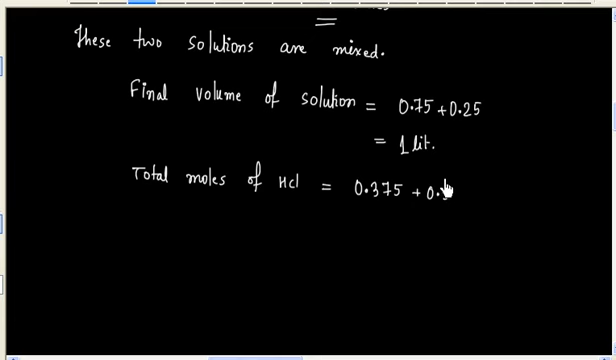 These two solutions are mixed.
Final volume of solution = 0.75 + 0.25
= 1 lit.
Total moles of HCl = 0.375 + 0.